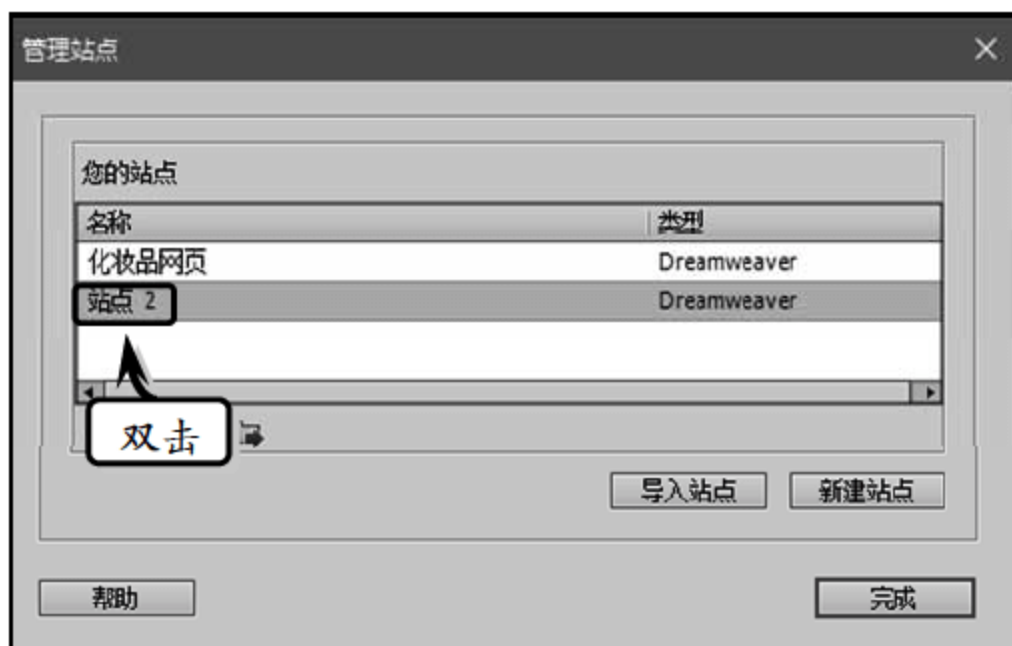 管理站点
您的站点
名称 类型
化妆品网页 Dreamweaver
站点 2 Dreamweaver
双击
导入站点 新建站点
帮助 完成